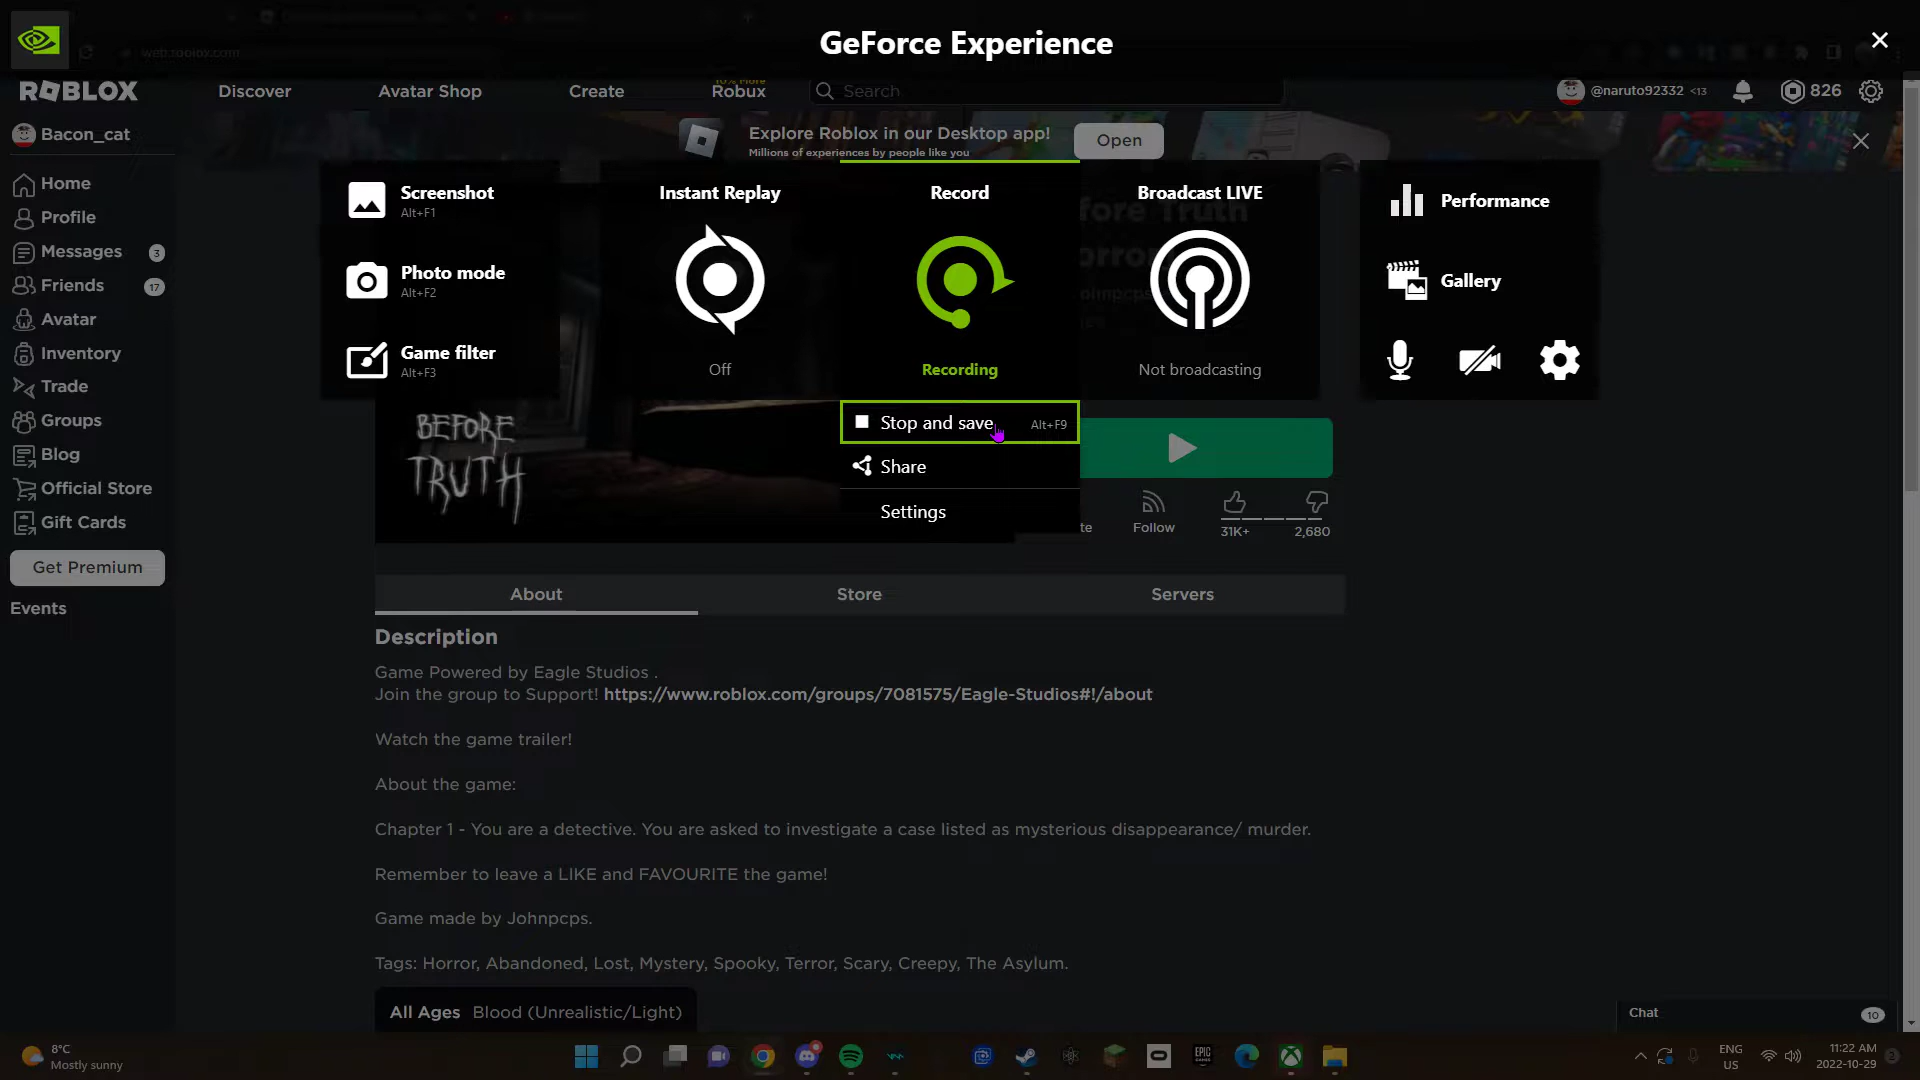 GeForce Experience
web.roblox.com
ROBLOX
Discover
Avatar Shop
Create
10% More
Robux
Search
@naruto92332 <13
826
Bacon_cat
Explore Roblox in our Desktop app!
Millions of experiences by people like you
Open
Home
Profile
Messages 3
Friends 17
Avatar
Inventory
Trade
Groups
Blog
Official Store
Gift Cards
Get Premium
Events
Screenshot
Alt+F1
Photo mode
Alt+F2
Game filter
Alt+F3
Instant Replay
Off
Record
Recording
Broadcast LIVE
Not broadcasting
Performance
Gallery
Stop and save Alt+F9
Share
Settings
BEFORE
TRUTH
Follow
31K+
2,680
About
Store
Servers
Description
Game Powered by Eagle Studios .
Join the group to Support! https://www.roblox.com/groups/7081575/Eagle-Studios#!/about
Watch the game trailer!
About the game:
Chapter 1 - You are a detective. You are asked to investigate a case listed as mysterious disappearance/ murder.
Remember to leave a LIKE and FAVOURITE the game!
Game made by Johnpcps.
Tags: Horror, Abandoned, Lost, Mystery, Spooky, Terror, Scary, Creepy, The Asylum.
All Ages Blood (Unrealistic/Light)
Chat 10
8°C
Mostly sunny
EPIC
GAMES
ENG
US
11:22 AM
2022-10-29
2